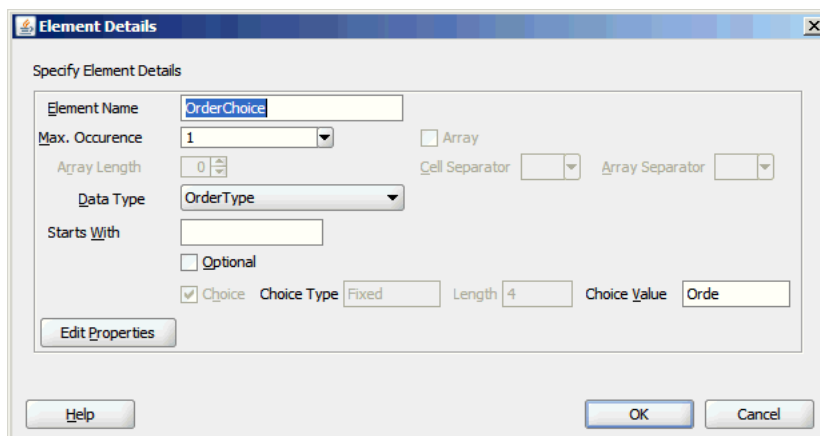 Element Details
Specify Element Details
Element Name OrderChoice
Max. Occurence 1 Array
Array Length 0 Cell Separator Array Separator
Data Type OrderType
Starts With
Optional
Choice Choice Type Fixed Length 4 Choice Value Orde
Edit Properties
Help OK Cancel